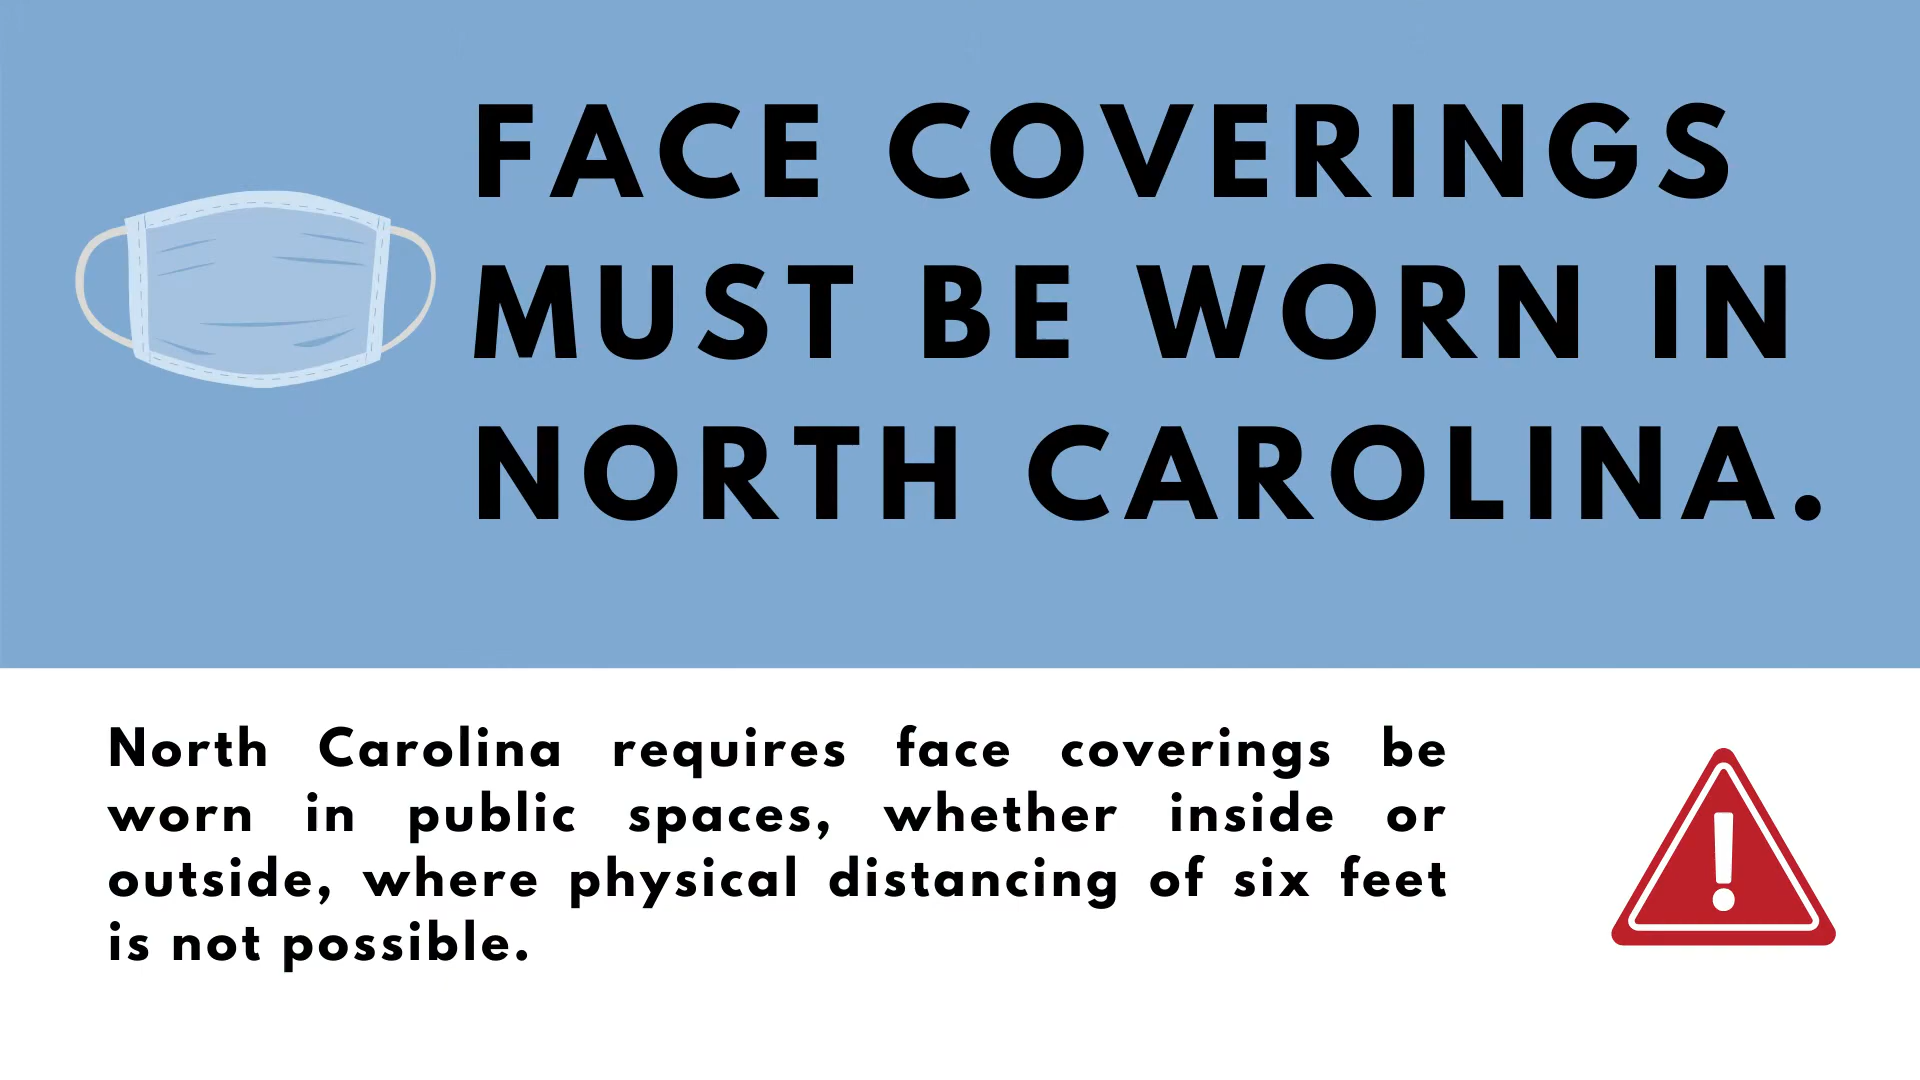 FACE COVERINGS
MUST BE WORN IN
NORTH CAROLINA.
North Carolina requires face coverings be
worn in public spaces, whether inside or
outside, where physical distancing of six feet
is not possible.